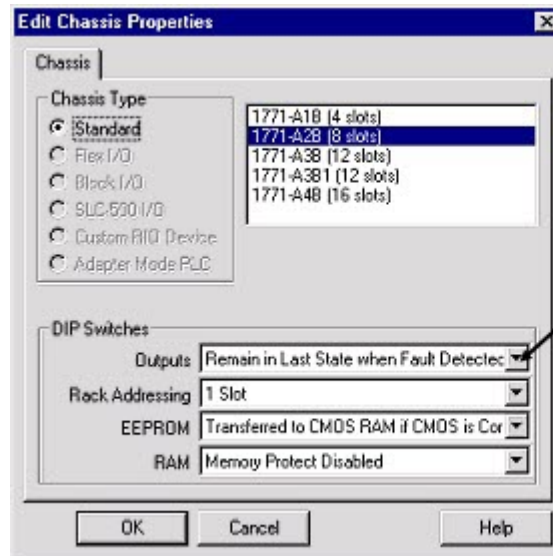 Edit Chassis Properties
Chassis
Chassis Type
Standard
Flex I/O
Block I/O
SLC-500 I/O
Custom RIO Device
Adapter Mode PLC
1771-A1B (4 slots)
1771-A2B (8 slots)
1771-A3B (12 slots)
1771-A3B1 (12 slots)
1771-A4B (16 slots)
DIP Switches
Outputs Remain in Last State when Fault Detected
Rack Addressing 1 Slot
EEPROM Transferred to CMOS RAM if CMOS is Cor
RAM Memory Protect Disabled
OK Cancel Help